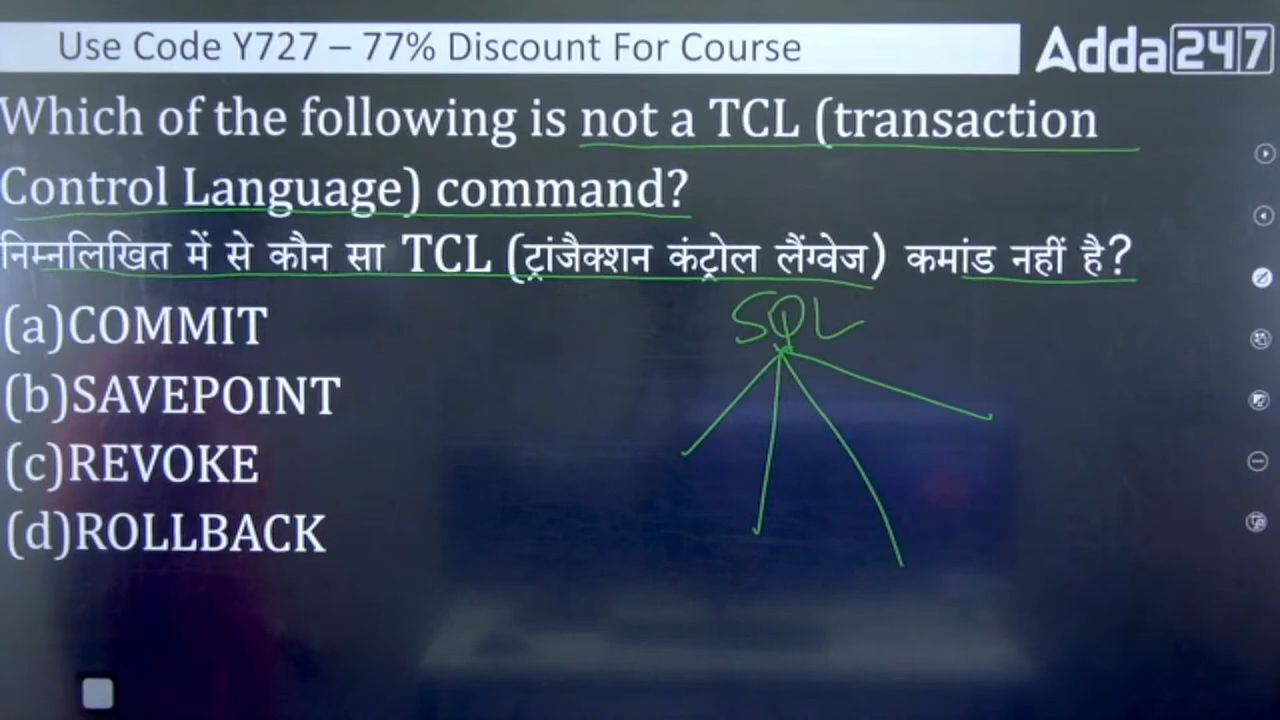 Use Code Y727 – 77% Discount For Course
Adda247
Which of the following is not a TCL (transaction
Control Language) command?
निम्नलिखित में से कौन सा TCL (ट्रांजैक्शन कंट्रोल लैंग्वेज) कमांड नहीं है?
(a)COMMIT
SQL
(b)SAVEPOINT
(c)REVOKE
(d)ROLLBACK